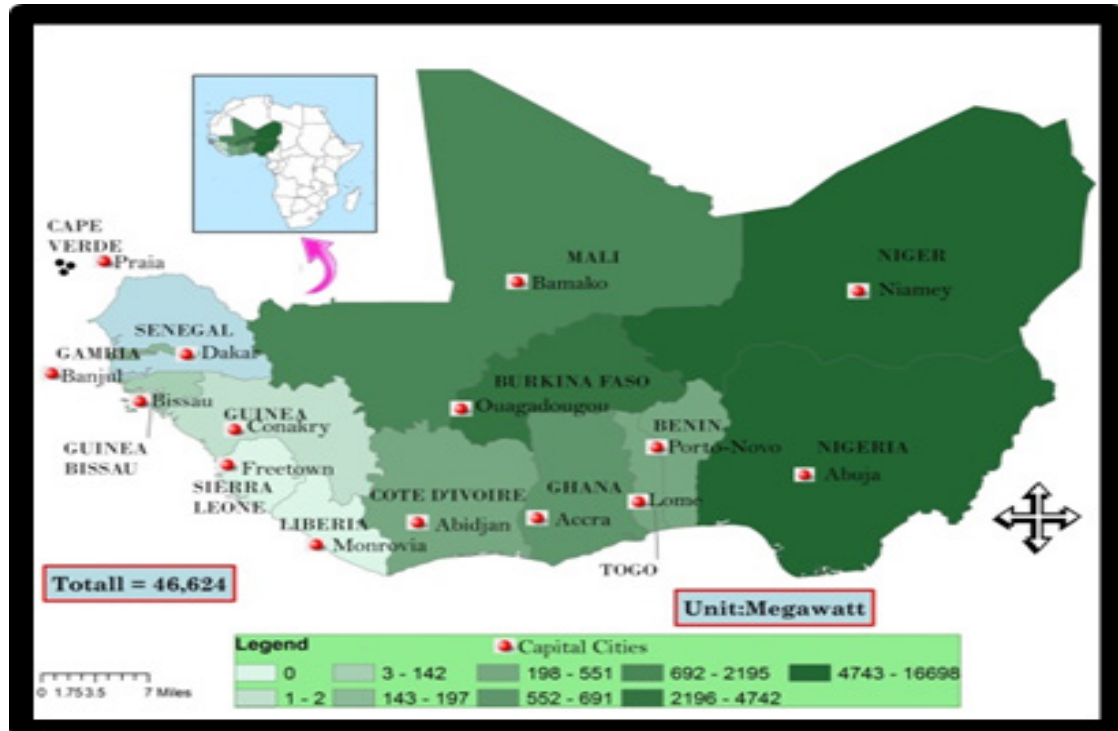 CAPE
VERDE
Praia
MALI
Bamako
NIGER
Niamey
SENEGAL
Dakar
GAMBIA
Banjul
Bissau
GUINEA
BISSAU
GUINEA
Conakry
Freetown
SIERRA
LEONE
LIBERIA
Monrovia
BURKINA FASO
Ouagadougou
COTE D'IVOIRE
Abidjan
GHANA
Accra
BENIN
Porto-Novo
Lome
TOGO
NIGERIA
Abuja
Totall = 46,624
Unit:Megawatt
Legend
Capital Cities
0
3 - 142
198 - 551
692 - 2195
4743 - 16698
1 - 2
143 - 197
552 - 691
2196 - 4742
0 1.75 3.5 7 Miles